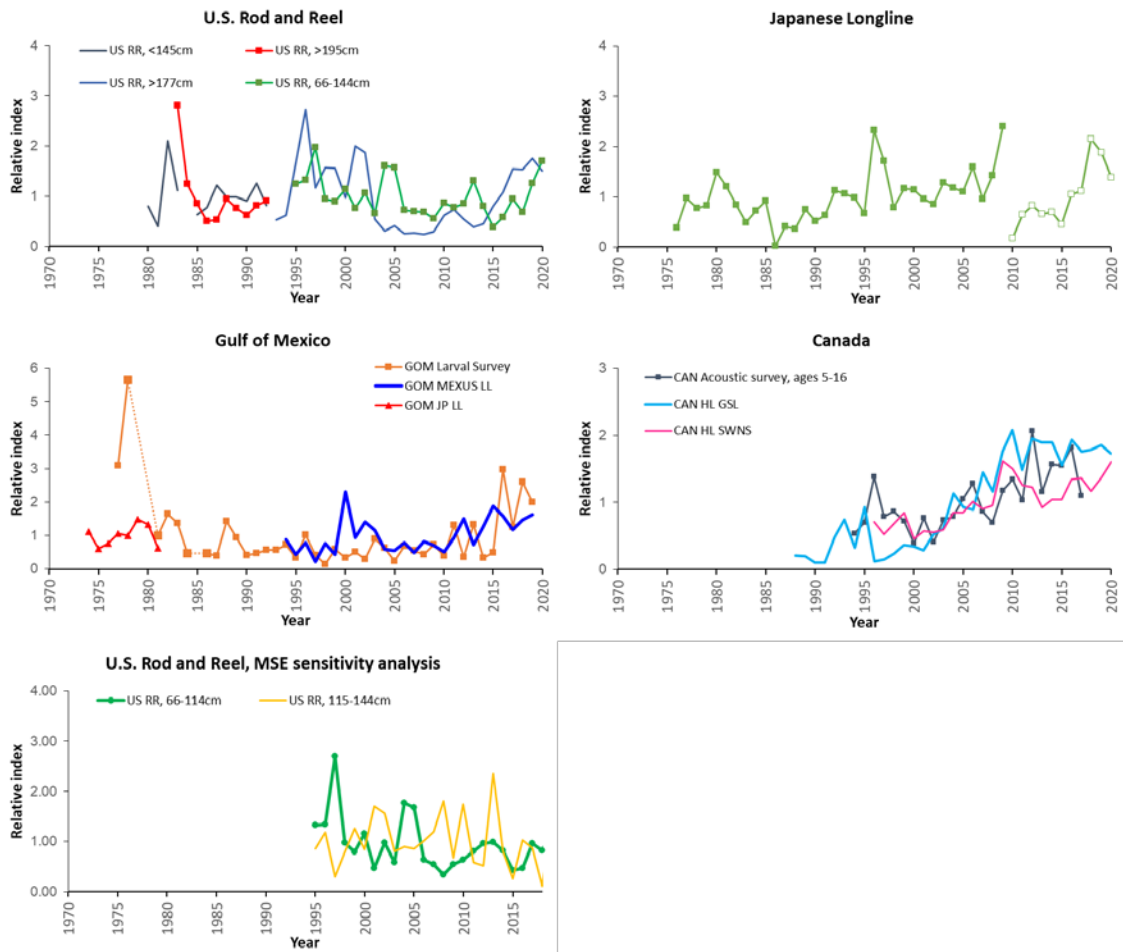 U.S. Rod and Reel
US RR, <145cm
US RR, >195cm
US RR, >177cm
US RR, 66-144cm
Relative index
4
3
2
1
0
1970 1975 1980 1985 1990 1995 2000 2005 2010 2015 2020
Year
Japanese Longline
Relative index
4
3
2
1
0
1970 1975 1980 1985 1990 1995 2000 2005 2010 2015 2020
Year
Gulf of Mexico
GOM Larval Survey
GOM MEXUS LL
GOM JP LL
Relative index
6
5
4
3
2
1
0
1970 1975 1980 1985 1990 1995 2000 2005 2010 2015 2020
Year
Canada
CAN Acoustic survey, ages 5-16
CAN HL GSL
CAN HL SWNS
Relative index
3
2
1
0
1970 1975 1980 1985 1990 1995 2000 2005 2010 2015 2020
Year
U.S. Rod and Reel, MSE sensitivity analysis
US RR, 66-114cm
US RR, 115-144cm
Relative index
4.00
3.00
2.00
1.00
0.00
1970 1975 1980 1985 1990 1995 2000 2005 2010 2015
Year